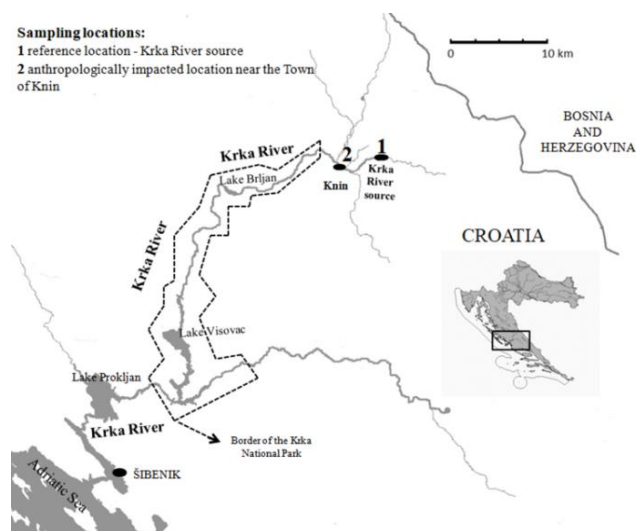 Sampling locations:
1 reference location - Krka River source
2 anthropologically impacted location near the Town
of Knin
0 10 km
BOSNIA
AND
HERZEGOVINA
Krka River
2
1
Knin
Krka
River
source
Lake Brljan
Krka River
CROATIA
Lake Visovac
Lake Prokljan
Krka River
Border of the Krka
National Park
ŠIBENIK
Adriatic Sea